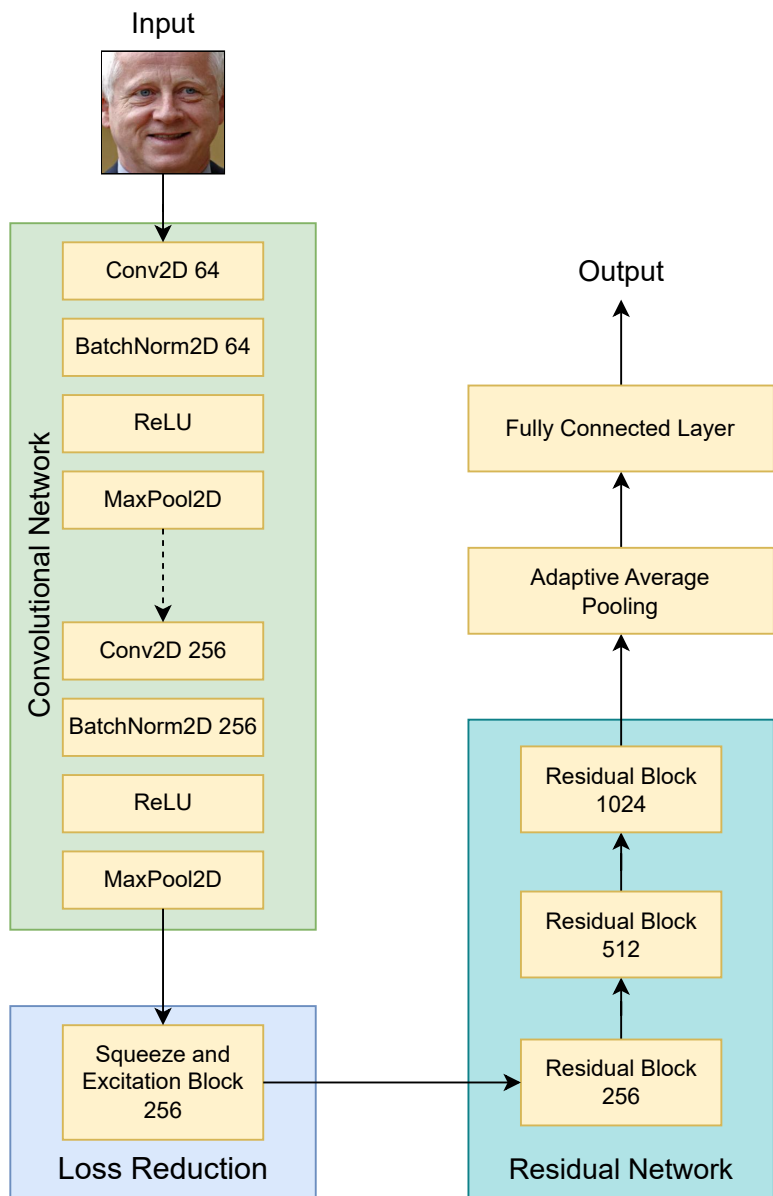 Input
Conv2D 64
BatchNorm2D 64
ReLU
MaxPool2D
Convolutional Network
Conv2D 256
BatchNorm2D 256
ReLU
MaxPool2D
Squeeze and
Excitation Block
256
Loss Reduction
Output
Fully Connected Layer
Adaptive Average
Pooling
Residual Block
1024
Residual Block
512
Residual Block
256
Residual Network